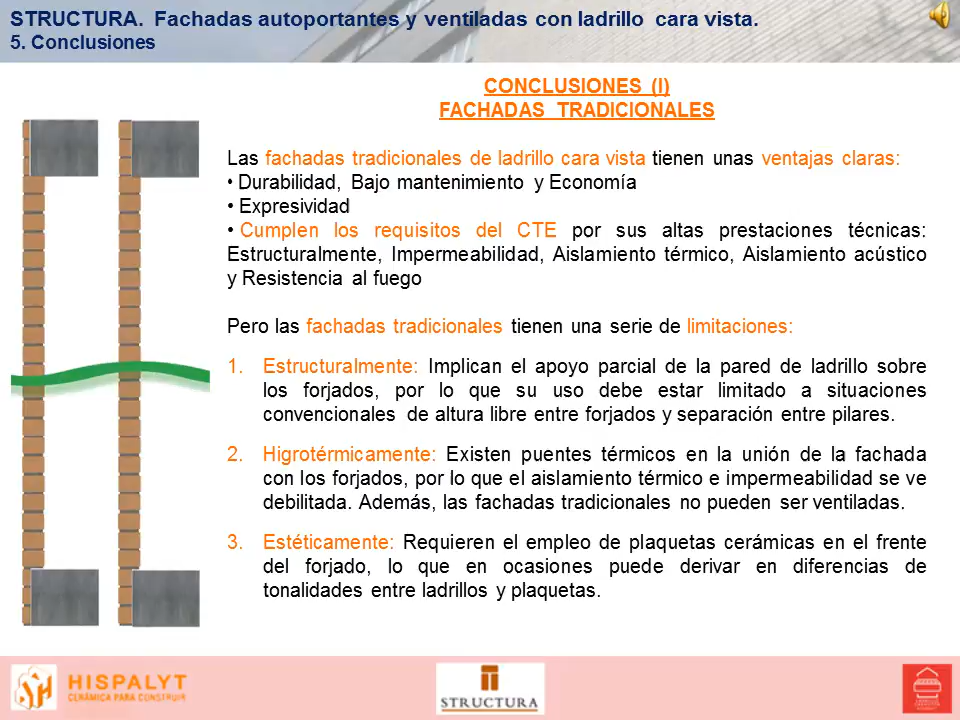 STRUCTURA. Fachadas autoportantes y ventiladas con ladrillo cara vista.
5. Conclusiones
CONCLUSIONES (I)
FACHADAS TRADICIONALES
Las fachadas tradicionales de ladrillo cara vista tienen unas ventajas claras:
• Durabilidad, Bajo mantenimiento y Economía
• Expresividad
• Cumplen los requisitos del CTE por sus altas prestaciones técnicas:
Estructuralmente, Impermeabilidad, Aislamiento térmico, Aislamiento acústico
y Resistencia al fuego
Pero las fachadas tradicionales tienen una serie de limitaciones:
1. Estructuralmente: Implican el apoyo parcial de la pared de ladrillo sobre
los forjados, por lo que su uso debe estar limitado a situaciones
convencionales de altura libre entre forjados y separación entre pilares.
2. Higrotérmicamente: Existen puentes térmicos en la unión de la fachada
con los forjados, por lo que el aislamiento térmico e impermeabilidad se ve
debilitada. Además, las fachadas tradicionales no pueden ser ventiladas.
3. Estéticamente: Requieren el empleo de plaquetas cerámicas en el frente
del forjado, lo que en ocasiones puede derivar en diferencias de
tonalidades entre ladrillos y plaquetas.
HISPALYT
CERÁMICA PARA CONSTRUIR
STRUCTURA